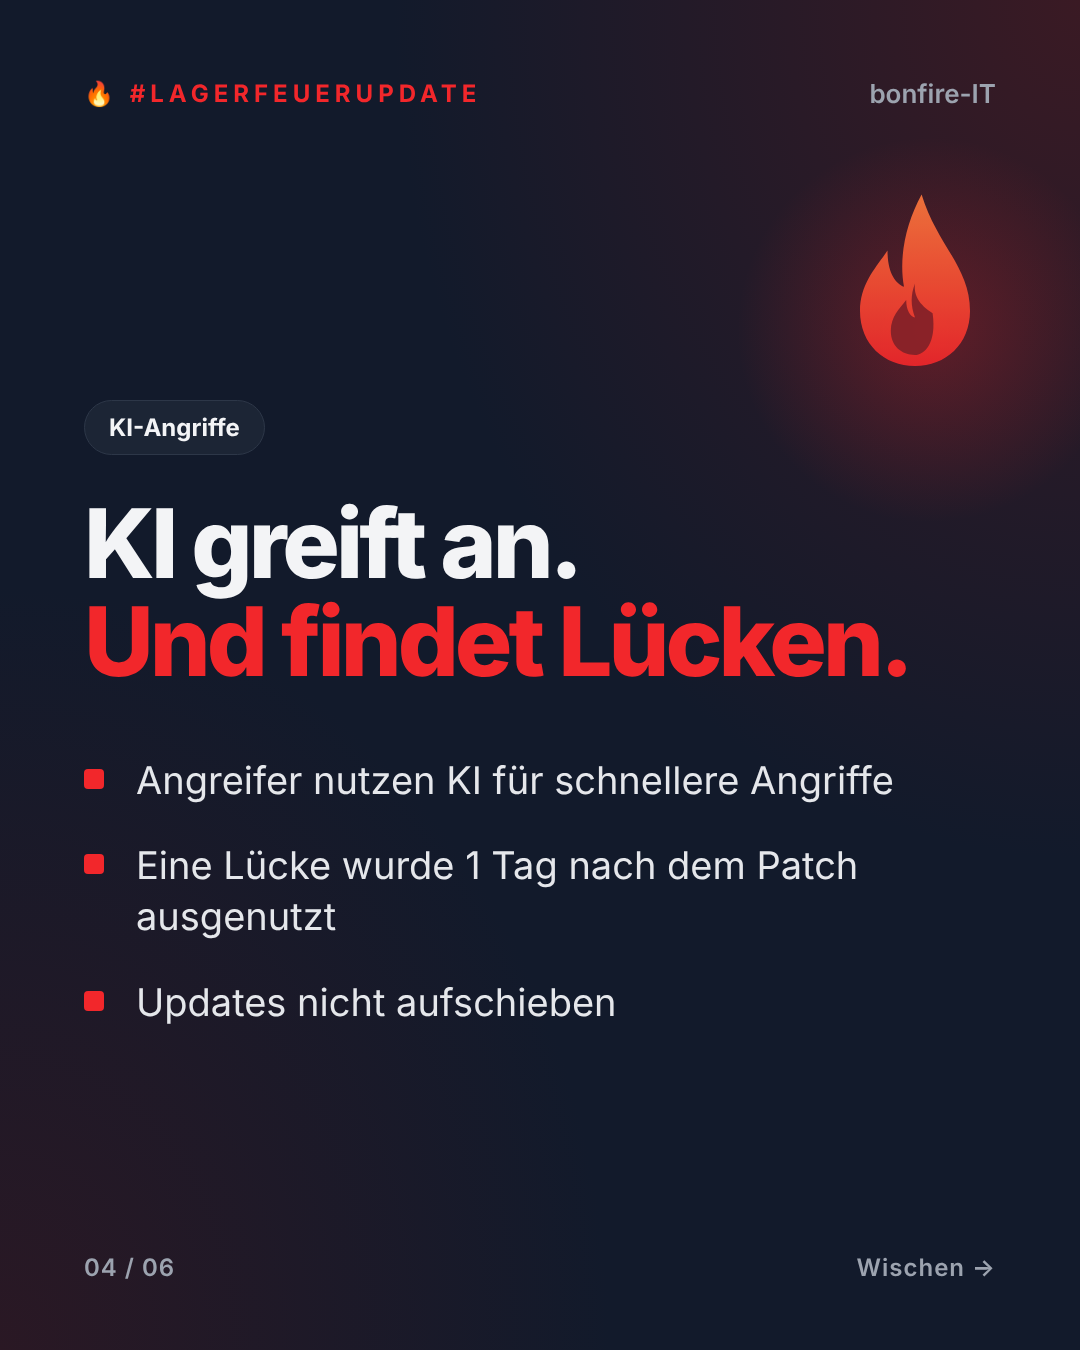 🔥 #LAGERFEUERUPDATE
bonfire-IT
KI-Angriffe
KI greift an.
Und findet Lücken.
Angreifer nutzen KI für schnellere Angriffe
Eine Lücke wurde 1 Tag nach dem Patch
ausgenutzt
Updates nicht aufschieben
04 / 06
Wischen →